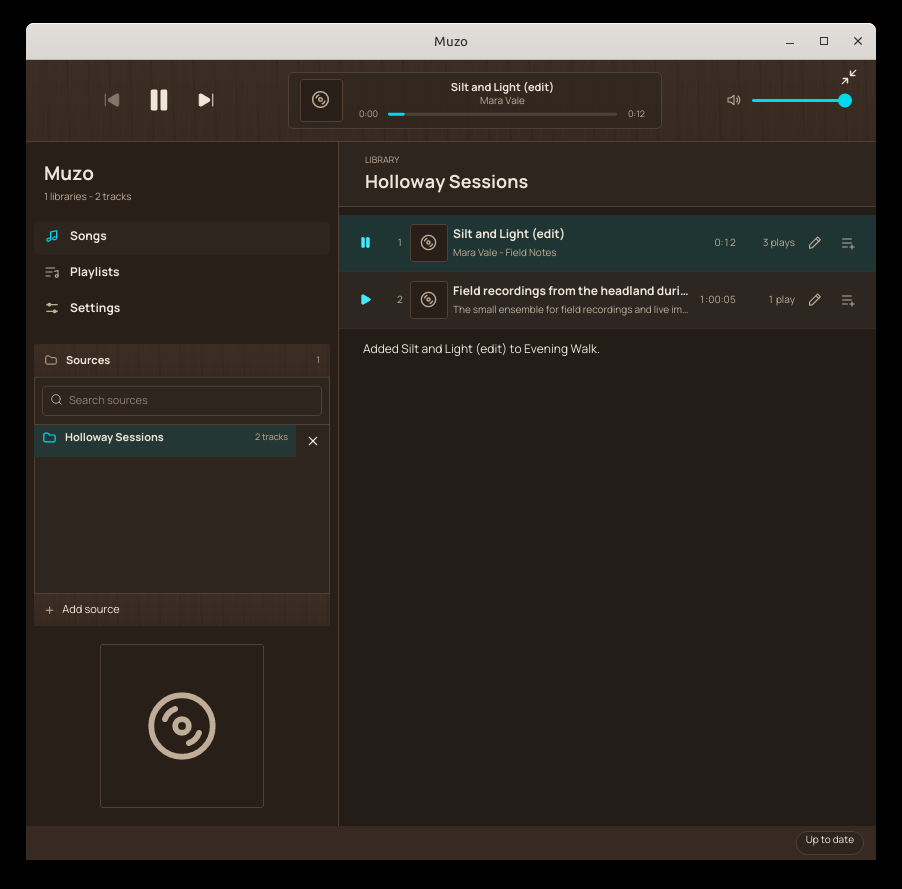 Muzo
Silt and Light (edit)
Mara Vale
0:00 0:12
Muzo
1 libraries - 2 tracks
Songs
Playlists
Settings
Sources 1
Search sources
Holloway Sessions 2 tracks
Add source
LIBRARY
Holloway Sessions
1 Silt and Light (edit) 0:12 3 plays
Mara Vale - Field Notes
2 Field recordings from the headland duri... 1:00:05 1 play
The small ensemble for field recordings and live im...
Added Silt and Light (edit) to Evening Walk.
Up to date